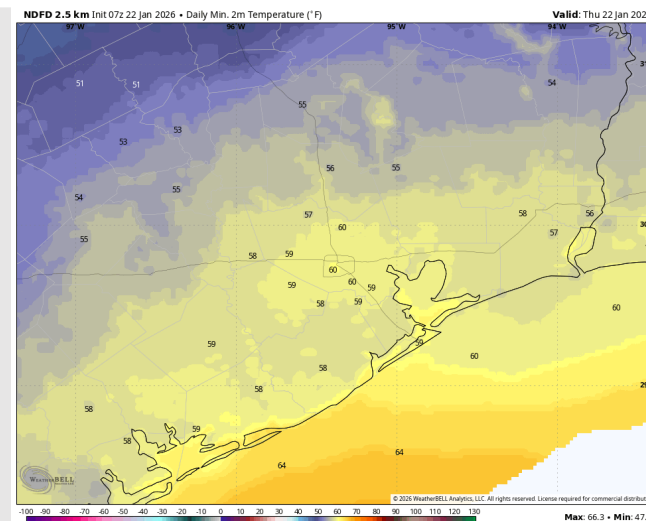 NDFD 2.5 km Init 07z 22 Jan 2026 • Daily Min. 2m Temperature (°F)
Valid: Thu 22 Jan 202
97°W 96°W 95°W 94°W
31
51 51 54
55
53 53
56 55
54 55
57 58 56
60 57 30
55
58 59
60
59 60 59
58 59
60
59 59
60
58
58 29
58
59
58
64
64
WEATHERBELL
© 2026 WeatherBELL Analytics, LLC. All rights reserved. License required for commercial distribut
-100 -90 -80 -70 -60 -50 -40 -30 -20 -10 0 10 20 30 40 50 60 70 80 90 100 110 120 130
Max: 66.3 • Min: 47.